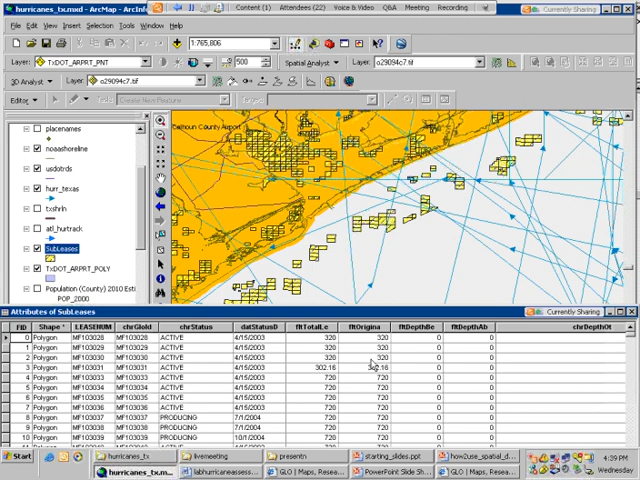 hurricanes_tx.mxd - ArcMap - ArcInfo
Content (1) Attendees (22) Voice & Video Q&A Meeting Recording
Currently Sharing
File Edit View Insert Selection Tools Window Help
1:765,806
Layer: TxDOT_ARPRT_PNT 500 Spatial Analyst Layer: o29094c7.tif
3D Analyst Layer: o29094c7.tif
Editor Task: Create New Feature Target:
placenames
noaashoreline
usdotrds
hurr_texas
txshrln
atl_hurtrack
SubLeases
TxDOT_ARPRT_POLY
Population (County) 2010 Esti
POP_2000
Calhoun County Airport
Attributes of SubLeases
Currently Sharing
FID Shape * LEASENUM chrGloId chrStatus datStatusD fltTotalLe fltOrigina fltDepthBe fltDepthAb chrDepthOt
0 Polygon MF103028 MF103028 ACTIVE 4/15/2003 320 320 0 0
1 Polygon MF103029 MF103029 ACTIVE 4/15/2003 320 320 0 0
2 Polygon MF103030 MF103030 ACTIVE 4/15/2003 320 320 0 0
3 Polygon MF103031 MF103031 ACTIVE 4/15/2003 302.16 302.16 0 0
4 Polygon MF103033 MF103033 ACTIVE 4/15/2003 720 720 0 0
5 Polygon MF103034 MF103034 ACTIVE 4/15/2003 720 720 0 0
6 Polygon MF103035 MF103035 ACTIVE 4/15/2003 720 720 0 0
7 Polygon MF103036 MF103036 ACTIVE 4/15/2003 720 720 0 0
8 Polygon MF103037 MF103037 PRODUCING 7/1/2004 720 720 0 0
9 Polygon MF103038 MF103038 PRODUCING 7/1/2004 720 720 0 0
10 Polygon MF103039 MF103039 PRODUCING 10/1/2004 720 720 0 0
Start hurricanes_tx livemeeting presentn starting_slides.ppt how2use_spatial_d... 4:39 PM
hurricanes_tx.m... labhurricaneassess... GLO | Maps, Resea... PowerPoint Slide Sh... GLO | Maps, Resea... Wednesday